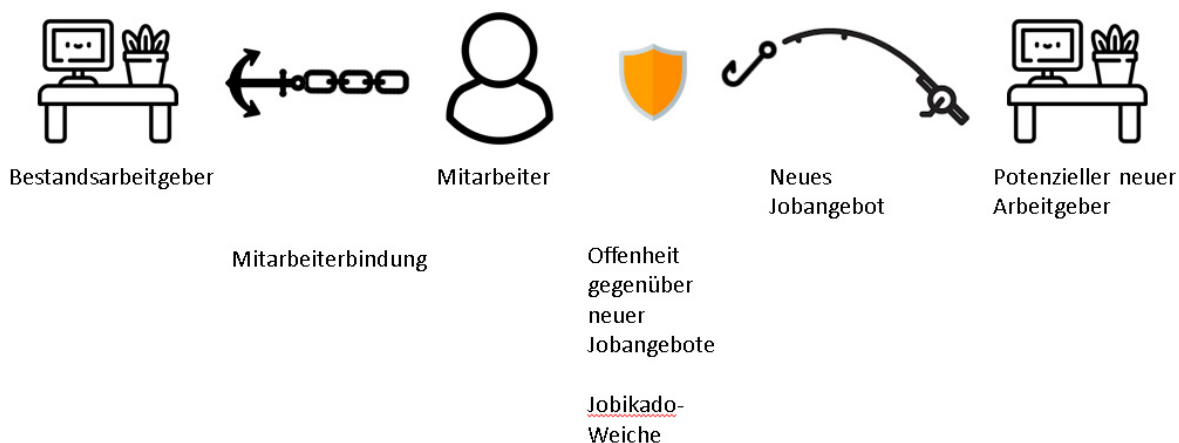 Bestandsarbeitgeber
Mitarbeiter
Neues
Jobangebot
Potenzieller neuer
Arbeitgeber
Mitarbeiterbindung
Offenheit
gegenüber
neuer
Jobangebote
Jobikado-
Weiche